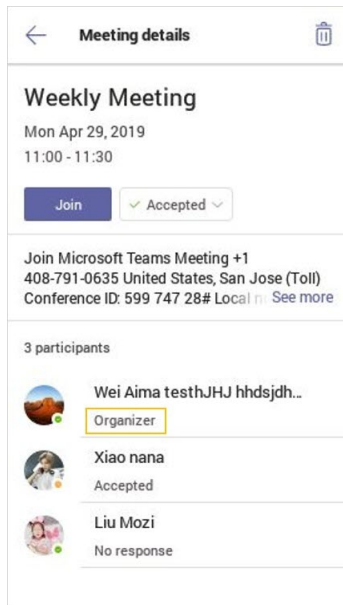 Meeting details
Weekly Meeting
Mon Apr 29, 2019
11:00 - 11:30
Join
Accepted
Join Microsoft Teams Meeting +1
408-791-0635 United States, San Jose (Toll)
Conference ID: 599 747 28# Local See more
3 participants
Wei Aima testhJHJ hhdsjdh...
Organizer
Xiao nana
Accepted
Liu Mozi
No response